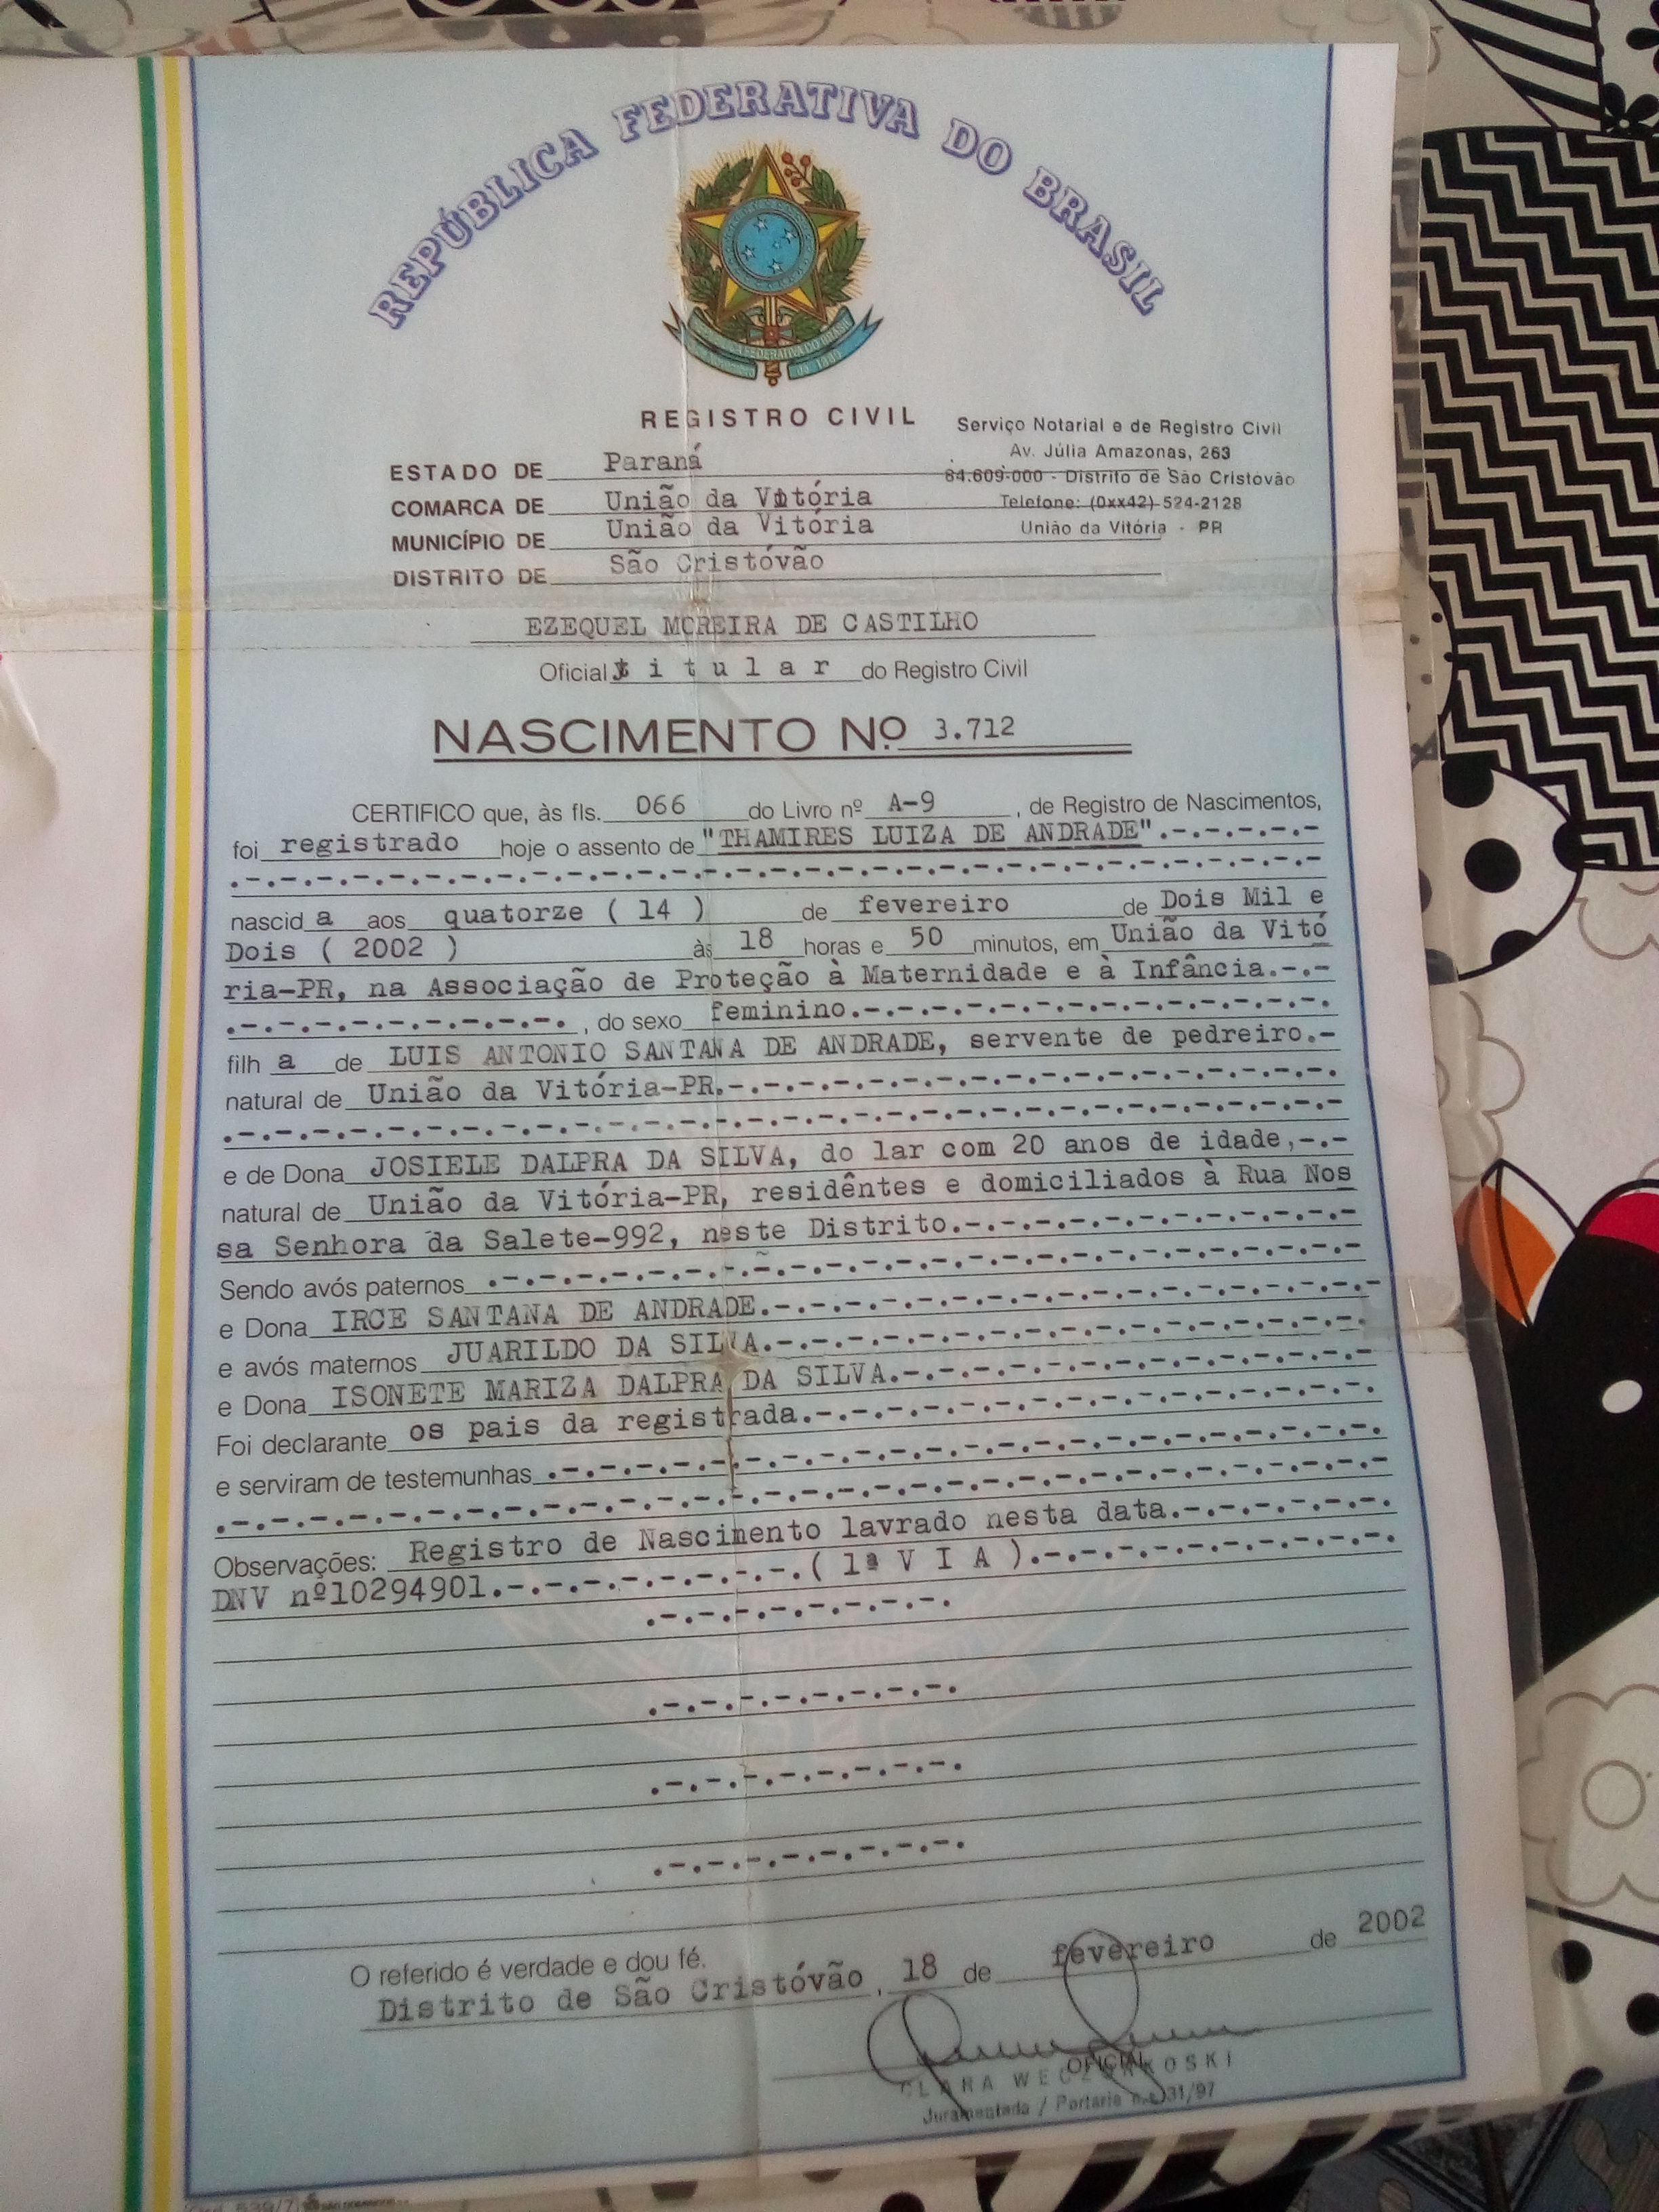 REPÚBLICA FEDERATIVA DO BRASIL
REGISTRO CIVIL
Serviço Notarial e de Registro Civil
Av. Júlia Amazonas, 263
84.609-000 - Distrito de São Cristóvão
Telefone: (0xx42) 524-2128
União da Vitória - PR
ESTADO DE Paraná
COMARCA DE União da Vitória
MUNICÍPIO DE União da Vitória
DISTRITO DE São Cristóvão
EZEQUEL MOREIRA DE CASTILHO
Oficial titular do Registro Civil
NASCIMENTO Nº 3.712
CERTIFICO que, às fls. 066 do Livro nº A-9, de Registro de Nascimentos,
foi registrado hoje o assento de "THAMIRES LUIZA DE ANDRADE".-.-.-.-.-.-
nascida aos quatorze ( 14 ) de fevereiro de Dois Mil e
Dois ( 2002 ) às 18 horas e 50 minutos, em União da Vitó
ria-PR, na Associação de Proteção à Maternidade e à Infância.-.-
, do sexo feminino.-.-.-.-.-.-.-.-.-.
filha de LUIS ANTONIO SANTANA DE ANDRADE, servente de pedreiro.-
natural de União da Vitória-PR.-.-.-.-.-.-.-.-.-.
e de Dona JOSIELE DALPRA DA SILVA, do lar com 20 anos de idade,-.-
natural de União da Vitória-PR, residêntes e domiciliados à Rua Nos
sa Senhora da Salete-992, neste Distrito.-.-.-.-.-.-.-
Sendo avós paternos .-.-.-.-.-.-.-.-.-.
e Dona IRCE SANTANA DE ANDRADE.-.-.-.-.-.-.-.-
e avós maternos JUARILDO DA SILVA.-.-.-.-.-.-.-.-
e Dona ISONETE MARIZA DALPRA DA SILVA.-.-.-.-.-.-.-
Foi declarante os pais da registrada.-.-.-.-.-.-.-.
e serviram de testemunhas .-.-.-.-.-.-.-.-.
Observações: Registro de Nascimento lavrado nesta data.-.-.-.-.
DNV nº10294901.-.-.-.-.-.-.-.( 1ª V I A ).-.-.-.-.-.-.
O referido é verdade e dou fé.
Distrito de São Cristóvão, 18 de fevereiro de 2002
OFICIAL
CLARA
Juramentada / Portaria 31/97